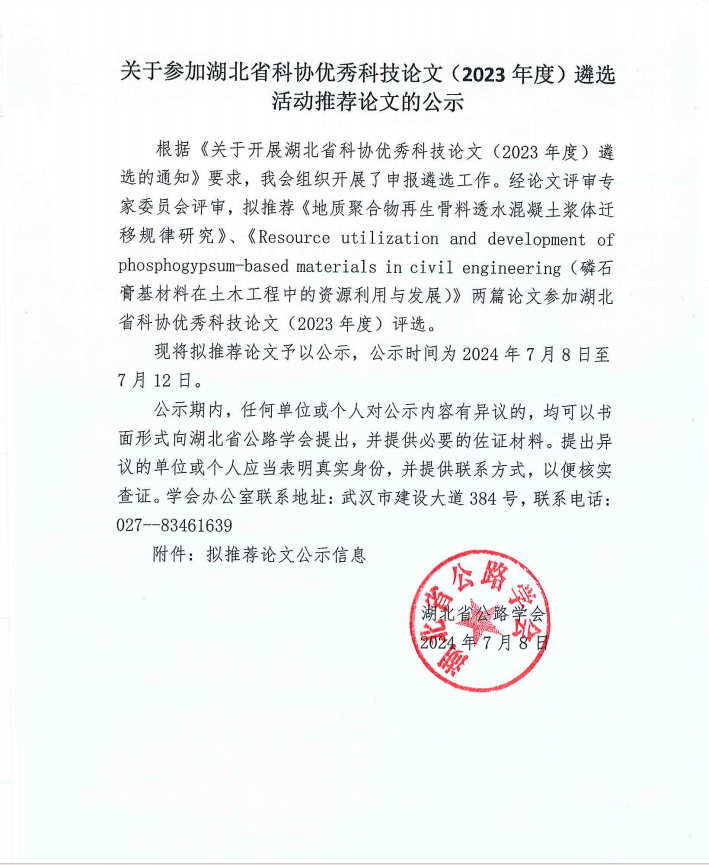 关于参加湖北省科协优秀科技论文（2023 年度）遴选
活动推荐论文的公示
根据《关于开展湖北省科协优秀科技论文（2023 年度）遴
选的通知》要求，我会组织开展了申报遴选工作。经论文评审专
家委员会评审，拟推荐《地质聚合物再生骨料透水混凝土浆体迁
移规律研究》、《Resource utilization and development of
phosphogypsum-based materials in civil engineering（磷石
膏基材料在土木工程中的资源利用与发展）》两篇论文参加湖北
省科协优秀科技论文（2023 年度）评选。
现将拟推荐论文予以公示，公示时间为 2024 年 7 月 8 日至
7 月 12 日。
公示期内，任何单位或个人对公示内容有异议的，均可以书
面形式向湖北省公路学会提出，并提供必要的佐证材料。提出异
议的单位或个人应当表明真实身份，并提供联系方式，以便核实
查证。学会办公室联系地址：武汉市建设大道 384 号，联系电话：
027--83461639
附件：拟推荐论文公示信息
湖北省公路学会
湖北省公路学会
2024 年 7 月 8 日